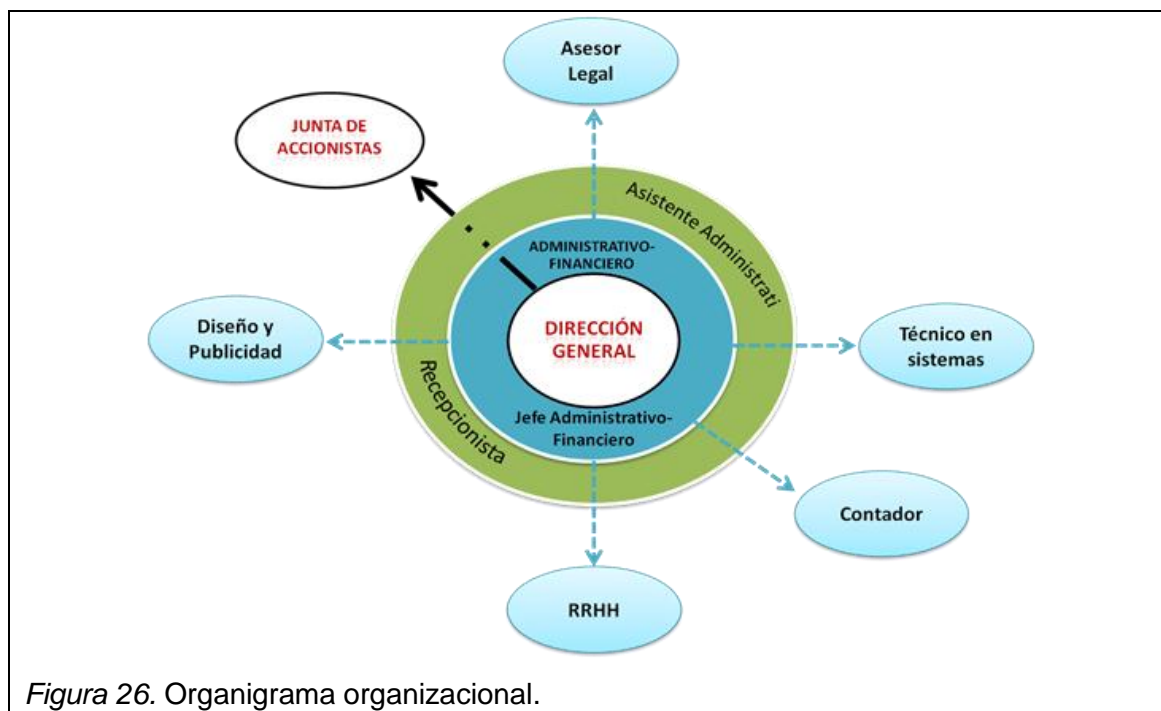 Asesor
Legal
JUNTA DE
ACCIONISTAS
Asistente Administrati
ADMINISTRATIVO-
FINANCIERO
DIRECCIÓN
GENERAL
Diseño y
Publicidad
Técnico en
sistemas
Recepcionista
Jefe Administrativo-
Financiero
Contador
RRHH
Figura 26. Organigrama organizacional.